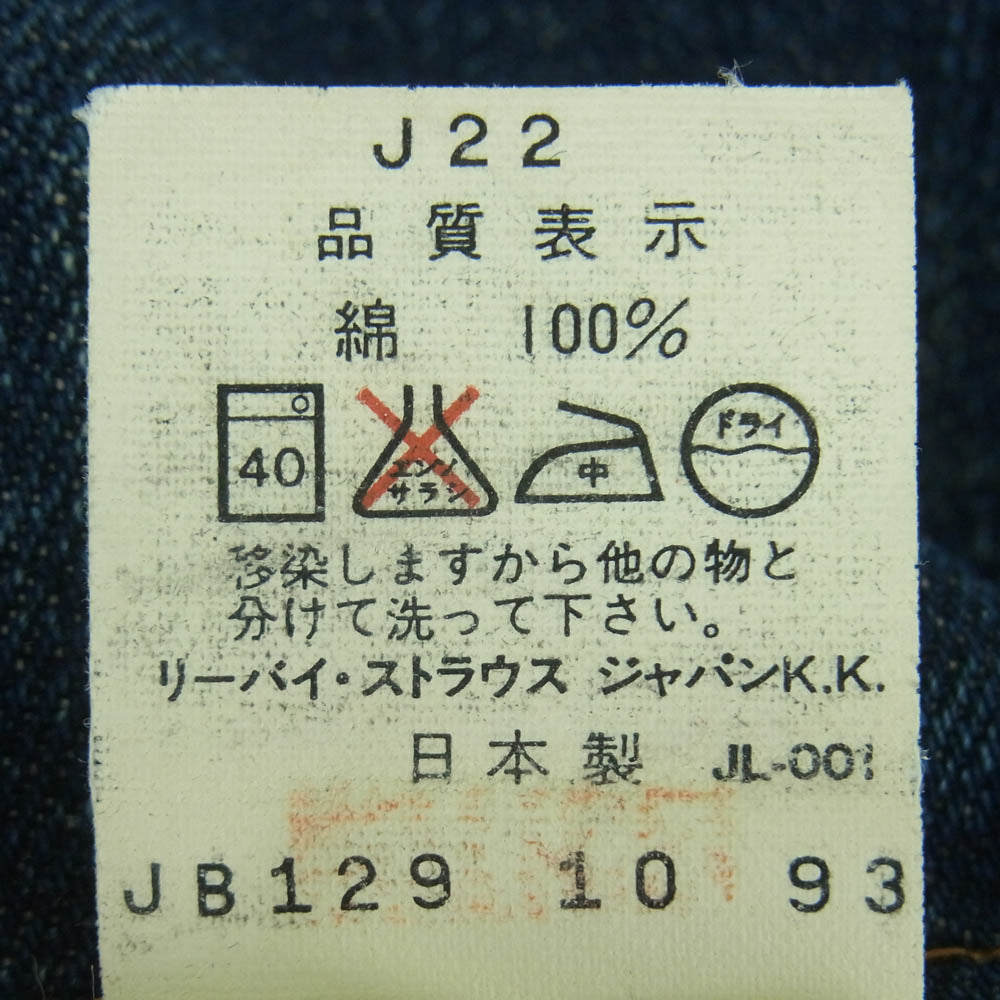 J22
品質表示
綿 100%
40 エンソ サラシ 中 ドライ
移染しますから他の物と
分けて洗って下さい。
リーバイ・ストラウス ジャパンK.K.
日本製 JL-001
JB129 10 93